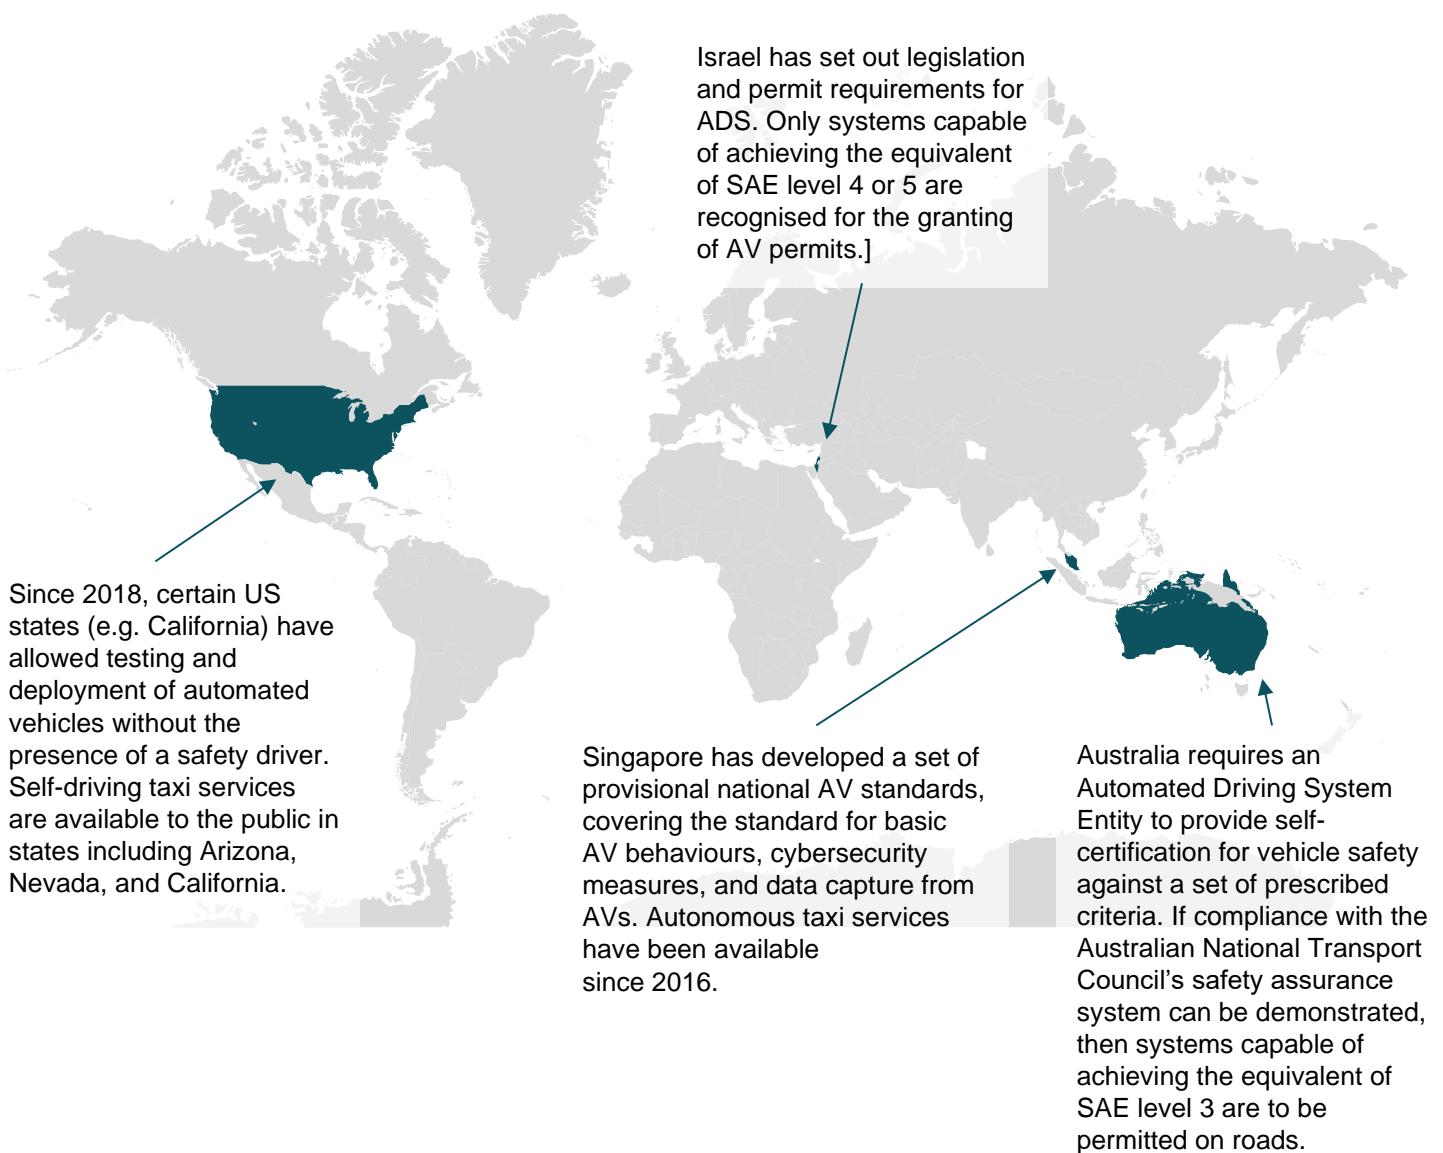 Israel has set out legislation
and permit requirements for
ADS. Only systems capable
of achieving the equivalent
of SAE level 4 or 5 are
recognised for the granting
of AV permits.]
Since 2018, certain US
states (e.g. California) have
allowed testing and
deployment of automated
vehicles without the
presence of a safety driver.
Self-driving taxi services
are available to the public in
states including Arizona,
Nevada, and California.
Singapore has developed a set of
provisional national AV standards,
covering the standard for basic
AV behaviours, cybersecurity
measures, and data capture from
AVs. Autonomous taxi services
have been available
since 2016.
Australia requires an
Automated Driving System
Entity to provide self-
certification for vehicle safety
against a set of prescribed
criteria. If compliance with the
Australian National Transport
Council’s safety assurance
system can be demonstrated,
then systems capable of
achieving the equivalent of
SAE level 3 are to be
permitted on roads.